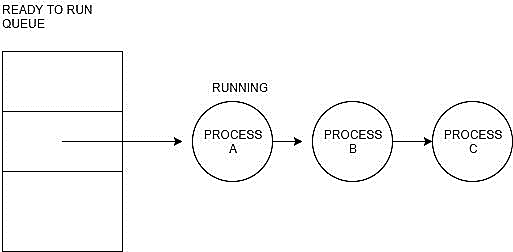 READY TO RUN
QUEUE
RUNNING
PROCESS
A
PROCESS
B
PROCESS
C